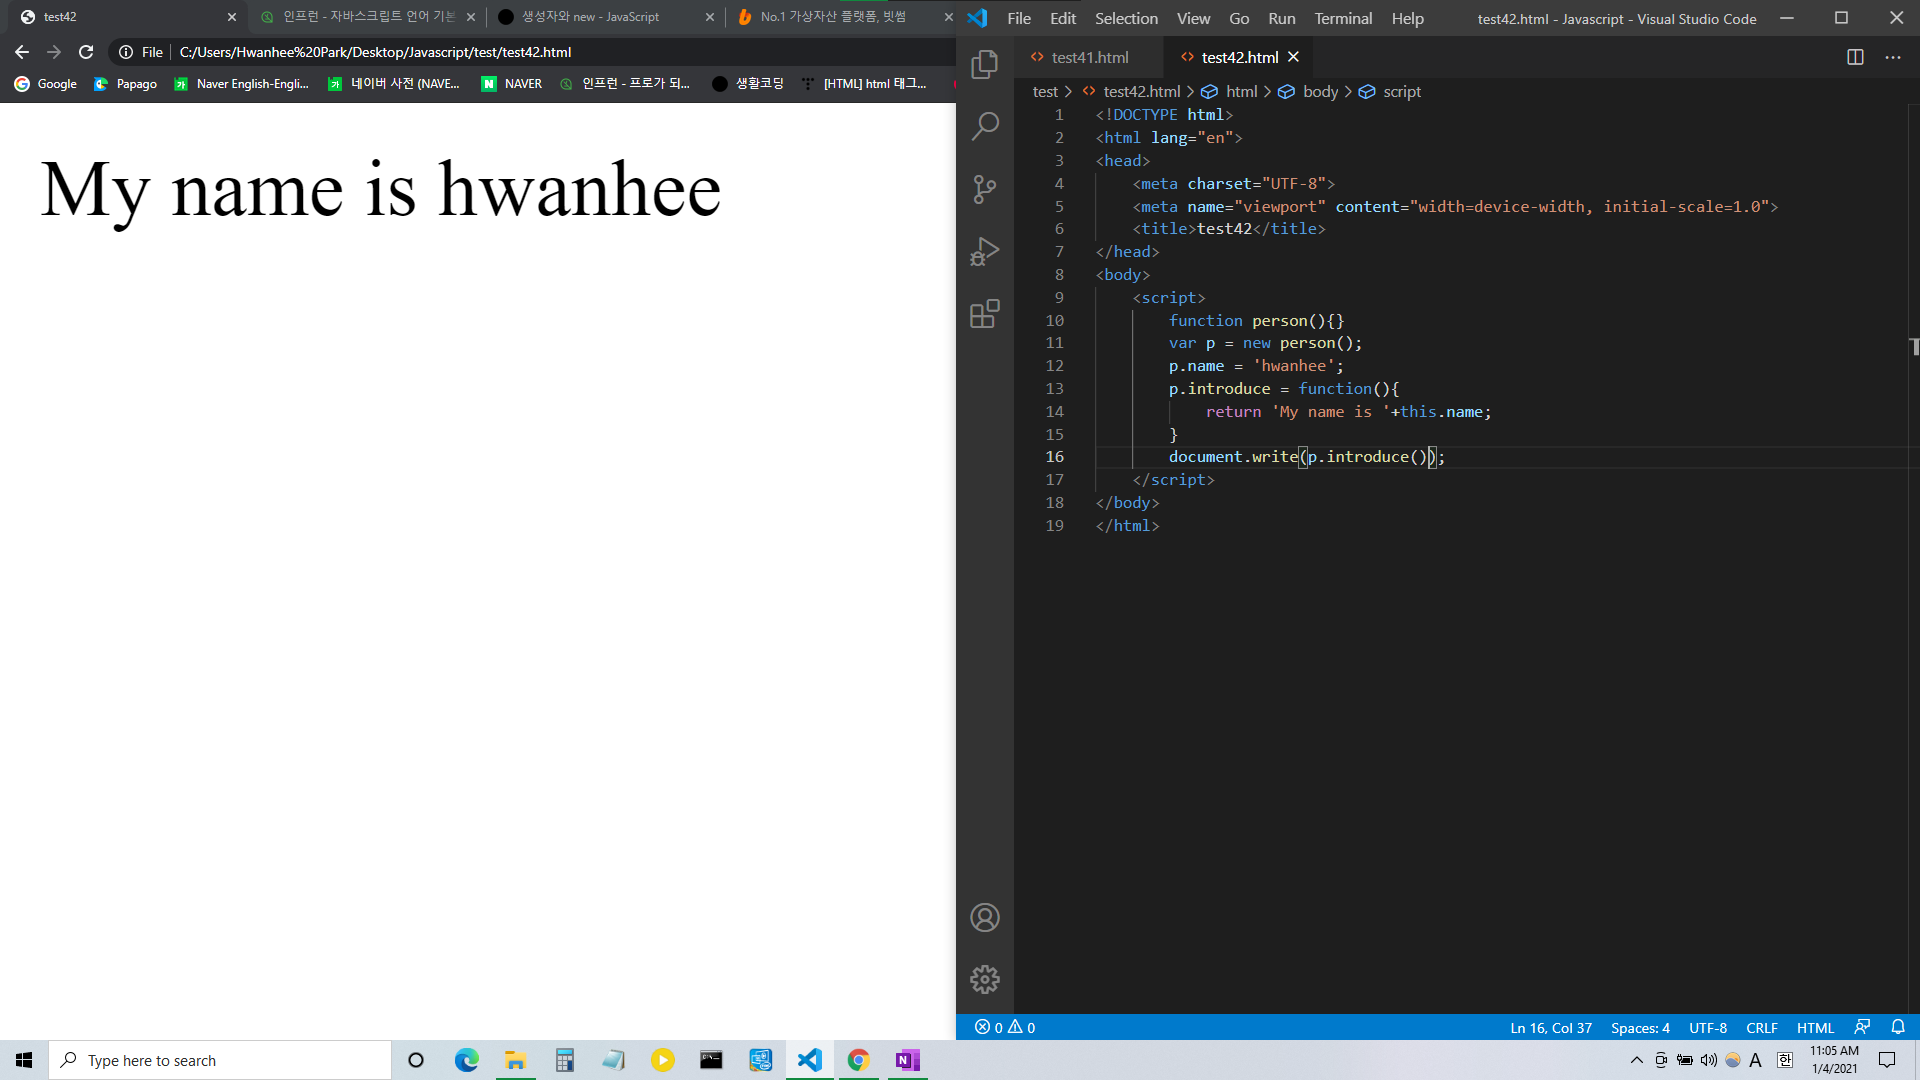 test42
인프런 - 자바스크립트 언어 기본
생성자와 new - JavaScript
No.1 가상자산 플랫폼, 빗썸
File
C:/Users/Hwanhee%20Park/Desktop/Javascript/test/test42.html
Google
Papago
Naver English-Engli...
네이버 사전 (NAVE...
NAVER
인프런 - 프로가 되...
생활코딩
[HTML] html 태그...
My name is hwanhee
File Edit Selection View Go Run Terminal Help
test42.html - Javascript - Visual Studio Code
test41.html
test42.html
test > test42.html > html > body > script
1 <!DOCTYPE html>
2 <html lang="en">
3 <head>
4 <meta charset="UTF-8">
5 <meta name="viewport" content="width=device-width, initial-scale=1.0">
6 <title>test42</title>
7 </head>
8 <body>
9 <script>
10 function person(){}
11 var p = new person();
12 p.name = 'hwanhee';
13 p.introduce = function(){
14 return 'My name is '+this.name;
15 }
16 document.write(p.introduce());
17 </script>
18 </body>
19 </html>
0 0
Ln 16, Col 37
Spaces: 4
UTF-8
CRLF
HTML
Type here to search
A
한
11:05 AM
1/4/2021